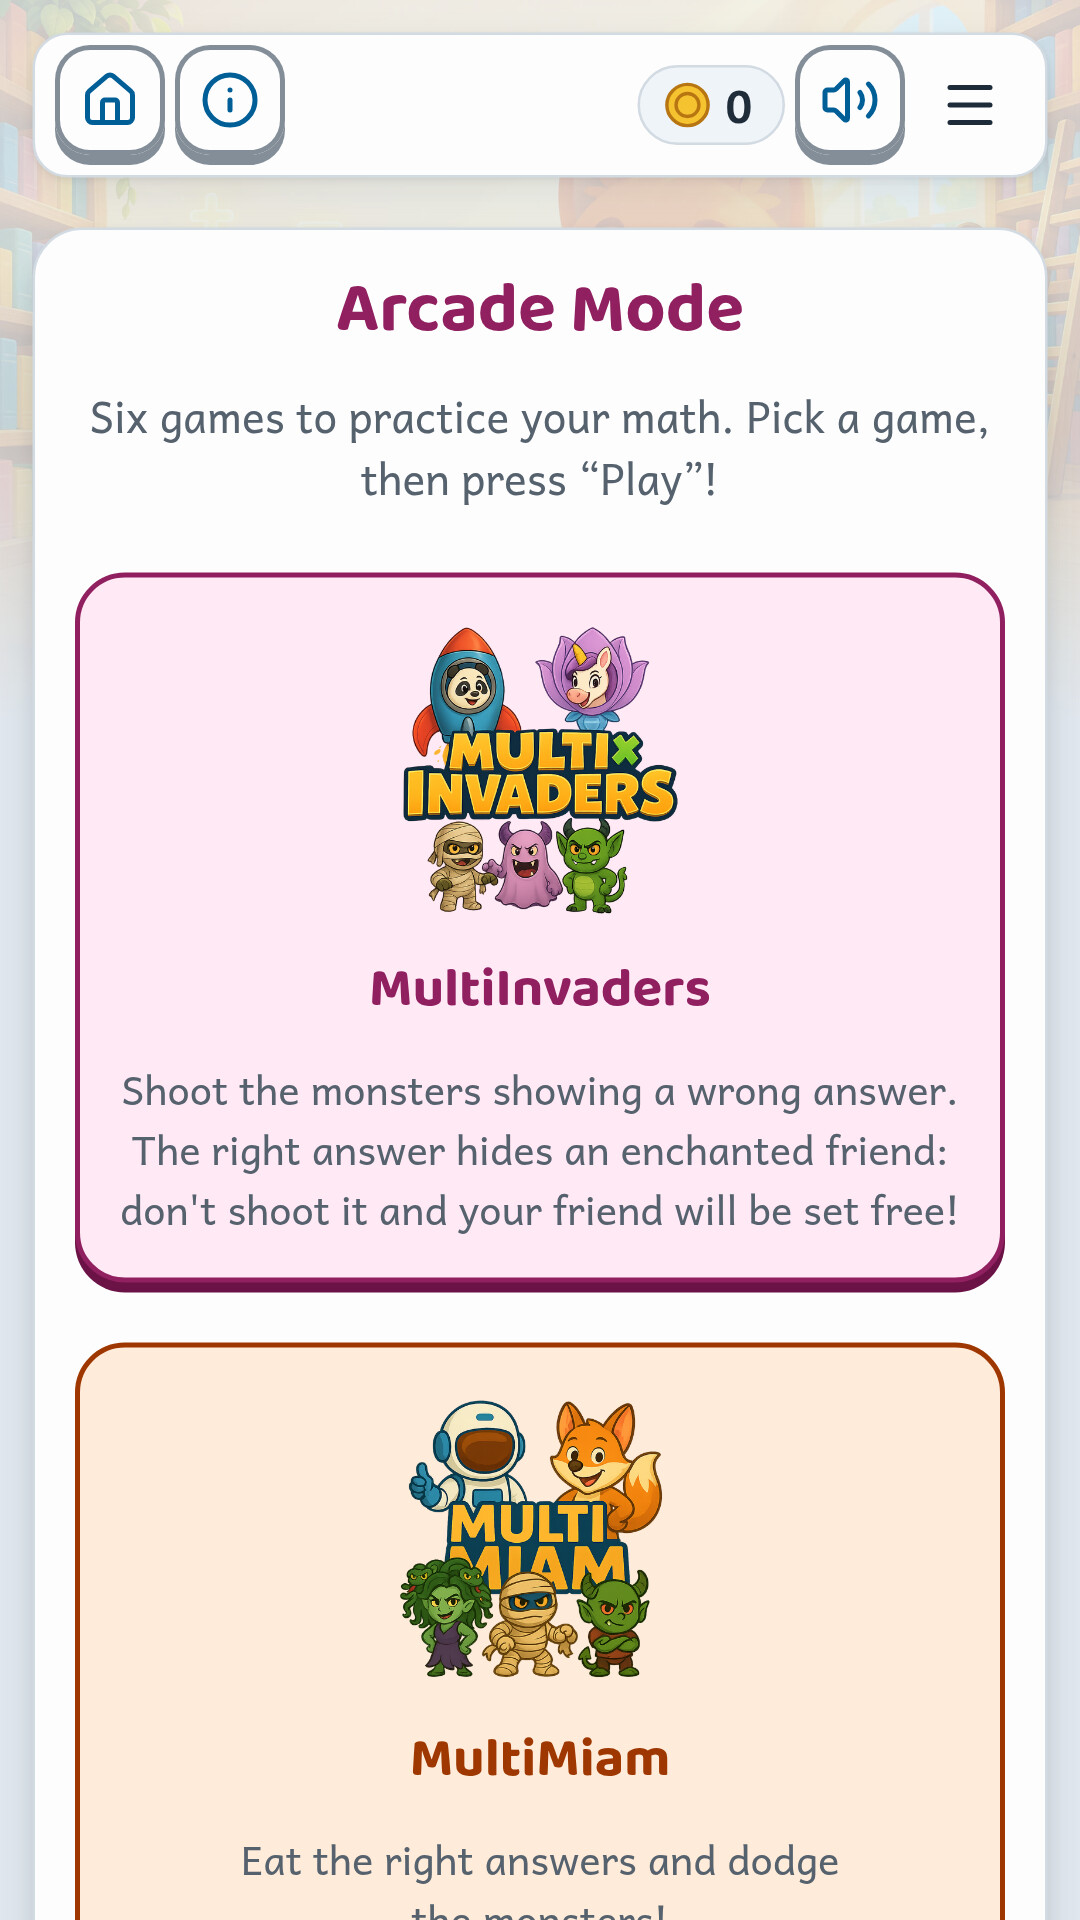 0
Arcade Mode
Six games to practice your math. Pick a game,
then press “Play”!
MULTI×
INVADERS
MultiInvaders
Shoot the monsters showing a wrong answer.
The right answer hides an enchanted friend:
don't shoot it and your friend will be set free!
MULTI
MIAM
MultiMiam
Eat the right answers and dodge
the monsters!